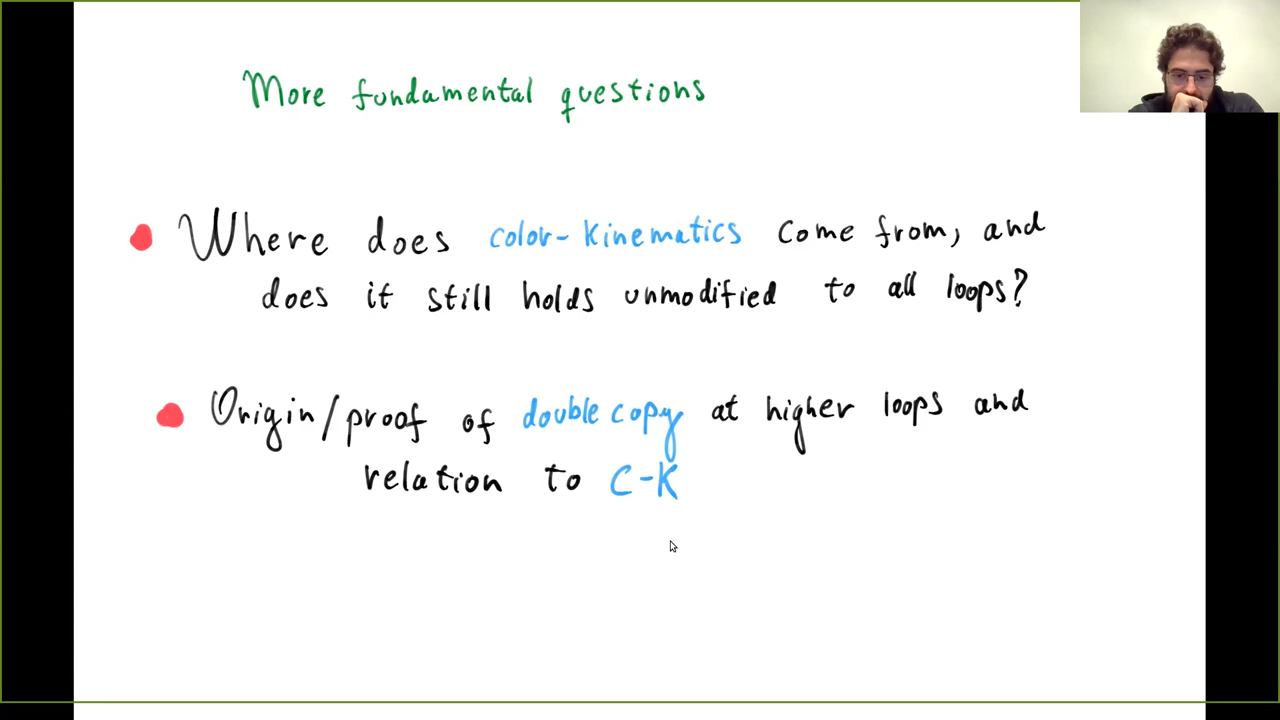 More fundamental questions
Where does color-kinematics come from, and
does it still holds unmodified to all loops?
Origin/proof of double copy at higher loops and
relation to C-K